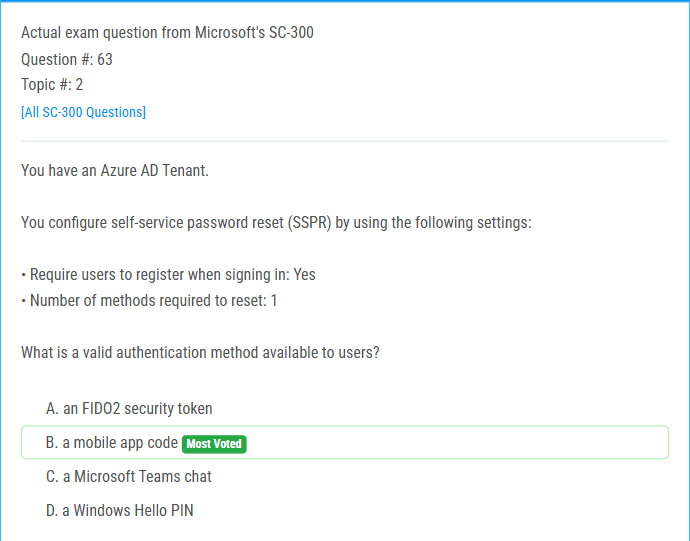 Actual exam question from Microsoft's SC-300
Question #: 63
Topic #: 2
[All SC-300 Questions]
You have an Azure AD Tenant.
You configure self-service password reset (SSPR) by using the following settings:
• Require users to register when signing in: Yes
• Number of methods required to reset: 1
What is a valid authentication method available to users?
A. an FIDO2 security token
B. a mobile app code Most Voted
C. a Microsoft Teams chat
D. a Windows Hello PIN